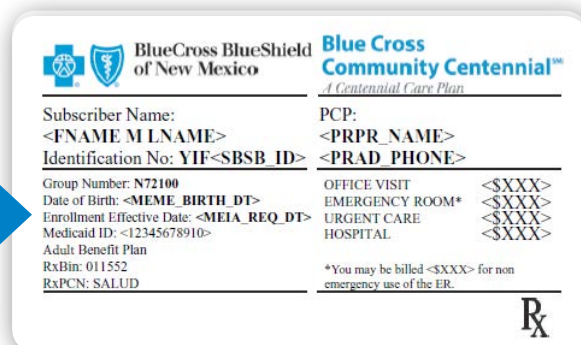 BlueCross BlueShield
of New Mexico
Blue Cross
Community Centennial℠
A Centennial Care Plan
Subscriber Name:
<FNAME M LNAME>
Identification No: YIF<SBSB_ID>
PCP:
<PRPR_NAME>
<PRAD_PHONE>
Group Number: N72100
Date of Birth: <MEME_BIRTH_DT>
Enrollment Effective Date: <MEIA_REQ_DT>
Medicaid ID: <12345678910>
Adult Benefit Plan
RxBin: 011552
RxPCN: SALUD
OFFICE VISIT <$XXX>
EMERGENCY ROOM* <$XXX>
URGENT CARE <$XXX>
HOSPITAL <$XXX>
*You may be billed <$XXX> for non
emergency use of the ER.
Rx